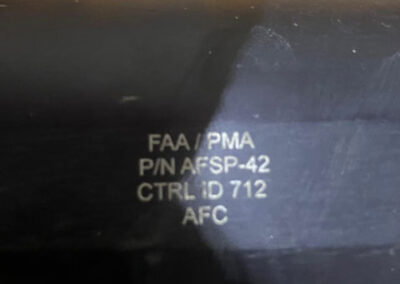 FAA / PMA
P/N AFSP-42
CTRL ID 712
AFC